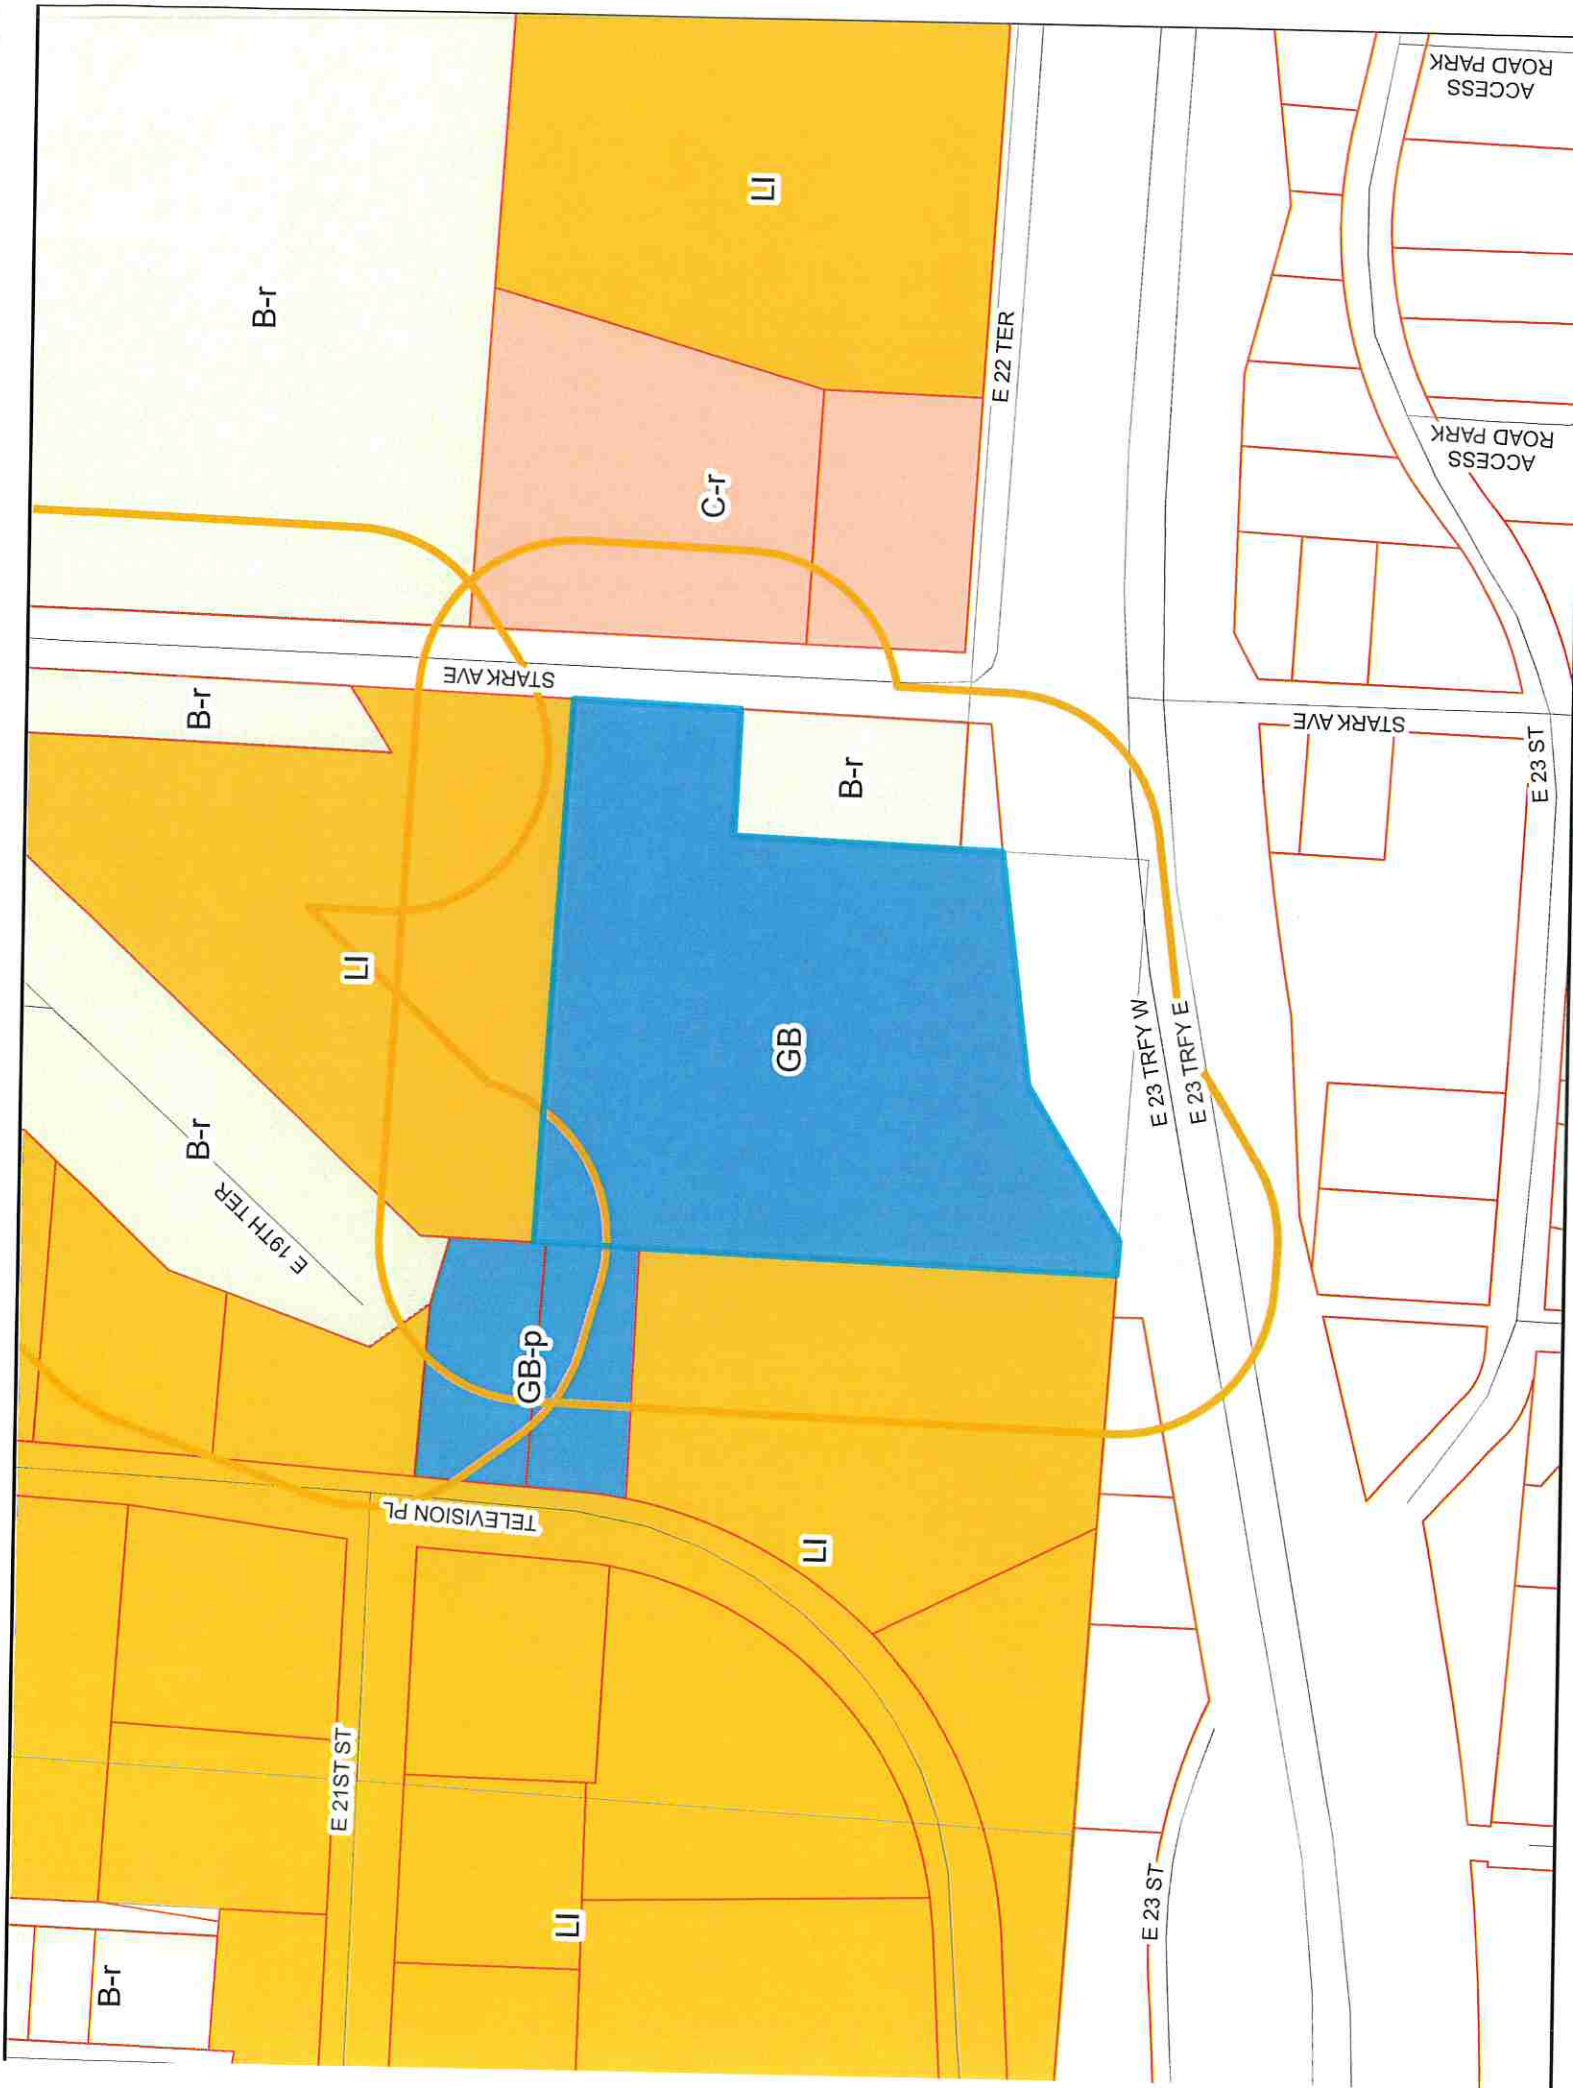 B-r
LI
ACCESS
ROAD PARK
E 22 TER
C-r
ACCESS
ROAD PARK
STARK AVE
B-r
B-r
STARK AVE
E 23 ST
LI
GB
E 23 TRFY W
E 23 TRFY E
B-r
E 19TH TER
GB-p
TELEVISION PL
LI
E 21ST ST
LI
E 23 ST
B-r